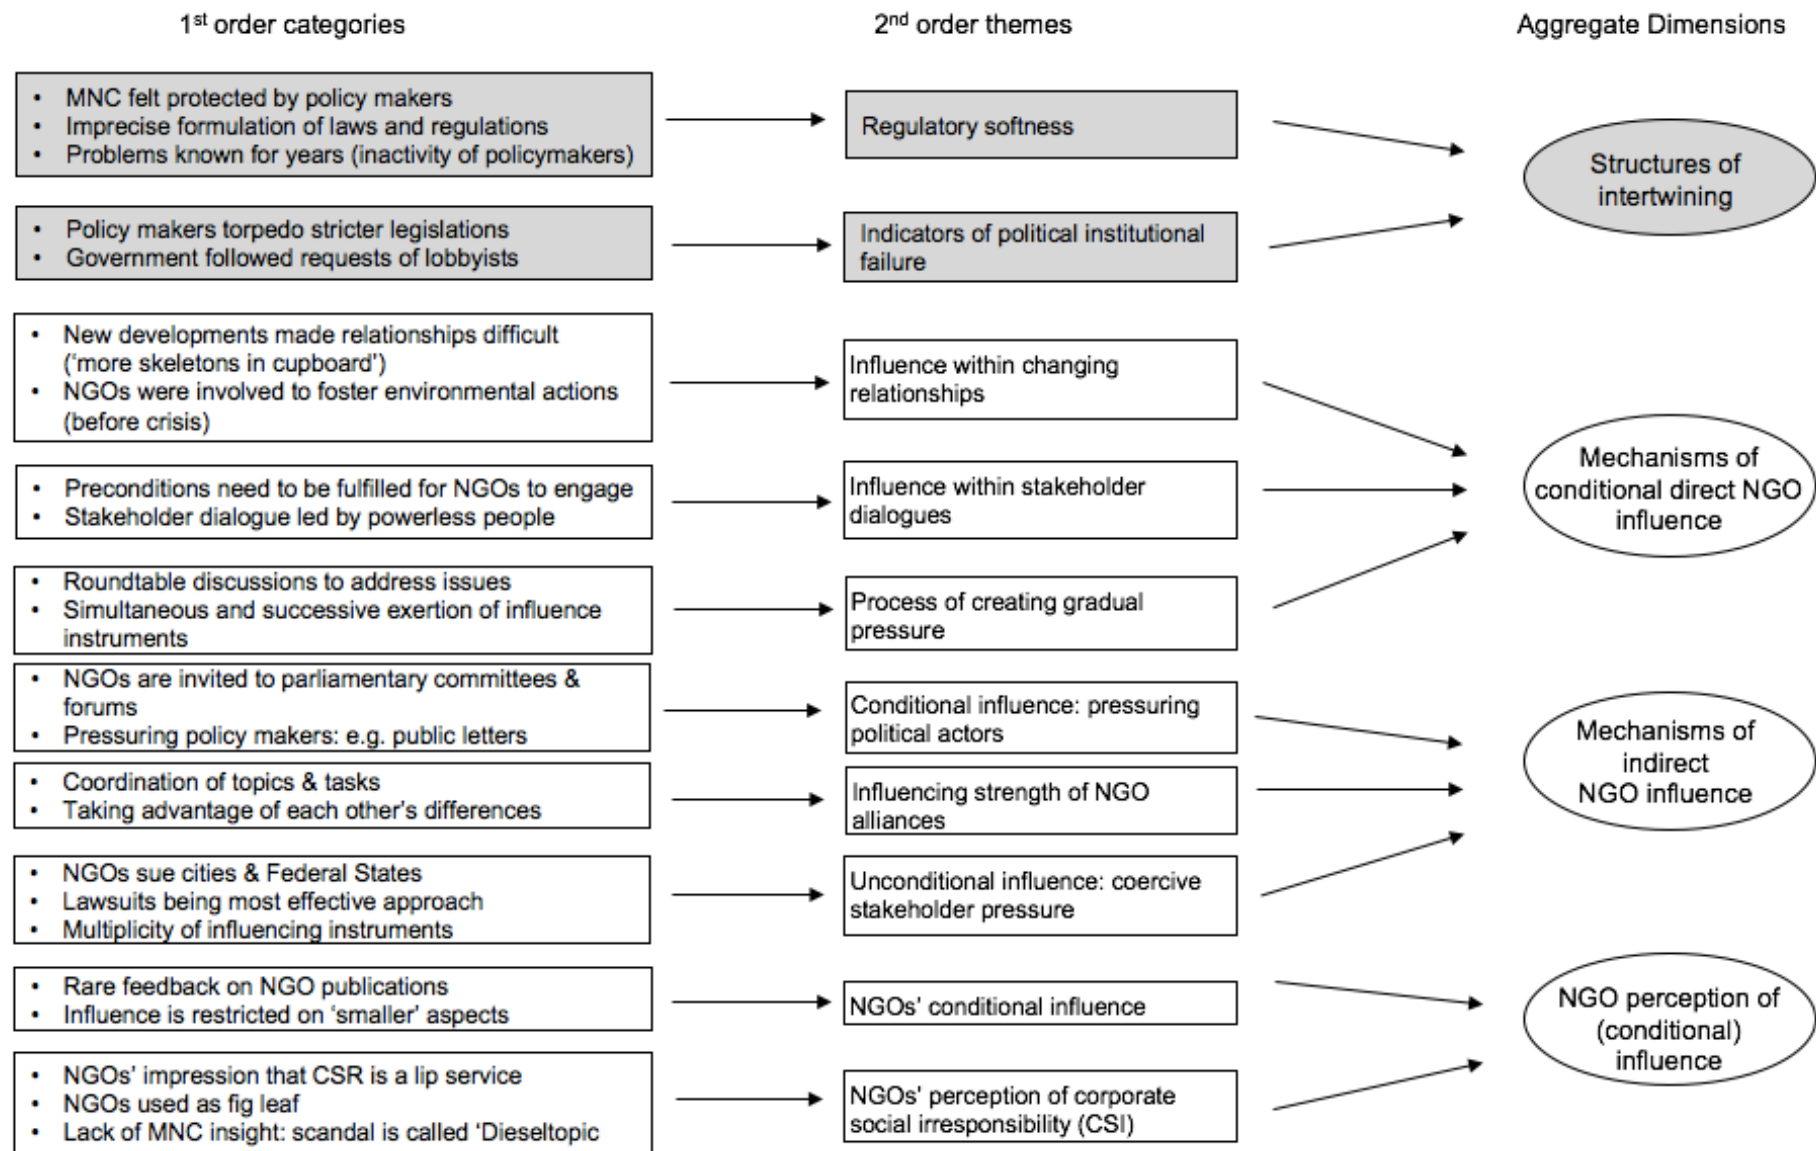 1st order categories
2nd order themes
Aggregate Dimensions
• MNC felt protected by policy makers
• Imprecise formulation of laws and regulations
• Problems known for years (inactivity of policymakers)
Regulatory softness
• Policy makers torpedo stricter legislations
• Government followed requests of lobbyists
Indicators of political institutional
failure
Structures of
intertwining
• New developments made relationships difficult
(‘more skeletons in cupboard’)
• NGOs were involved to foster environmental actions
(before crisis)
Influence within changing
relationships
• Preconditions need to be fulfilled for NGOs to engage
• Stakeholder dialogue led by powerless people
Influence within stakeholder
dialogues
• Roundtable discussions to address issues
• Simultaneous and successive exertion of influence
instruments
Process of creating gradual
pressure
Mechanisms of
conditional direct NGO
influence
• NGOs are invited to parliamentary committees &
forums
• Pressuring policy makers: e.g. public letters
Conditional influence: pressuring
political actors
• Coordination of topics & tasks
• Taking advantage of each other’s differences
Influencing strength of NGO
alliances
• NGOs sue cities & Federal States
• Lawsuits being most effective approach
• Multiplicity of influencing instruments
Unconditional influence: coercive
stakeholder pressure
Mechanisms of
indirect
NGO influence
• Rare feedback on NGO publications
• Influence is restricted on ‘smaller’ aspects
NGOs’ conditional influence
• NGOs’ impression that CSR is a lip service
• NGOs used as fig leaf
• Lack of MNC insight: scandal is called ‘Dieseltopic
NGOs’ perception of corporate
social irresponsibility (CSI)
NGO perception of
(conditional)
influence